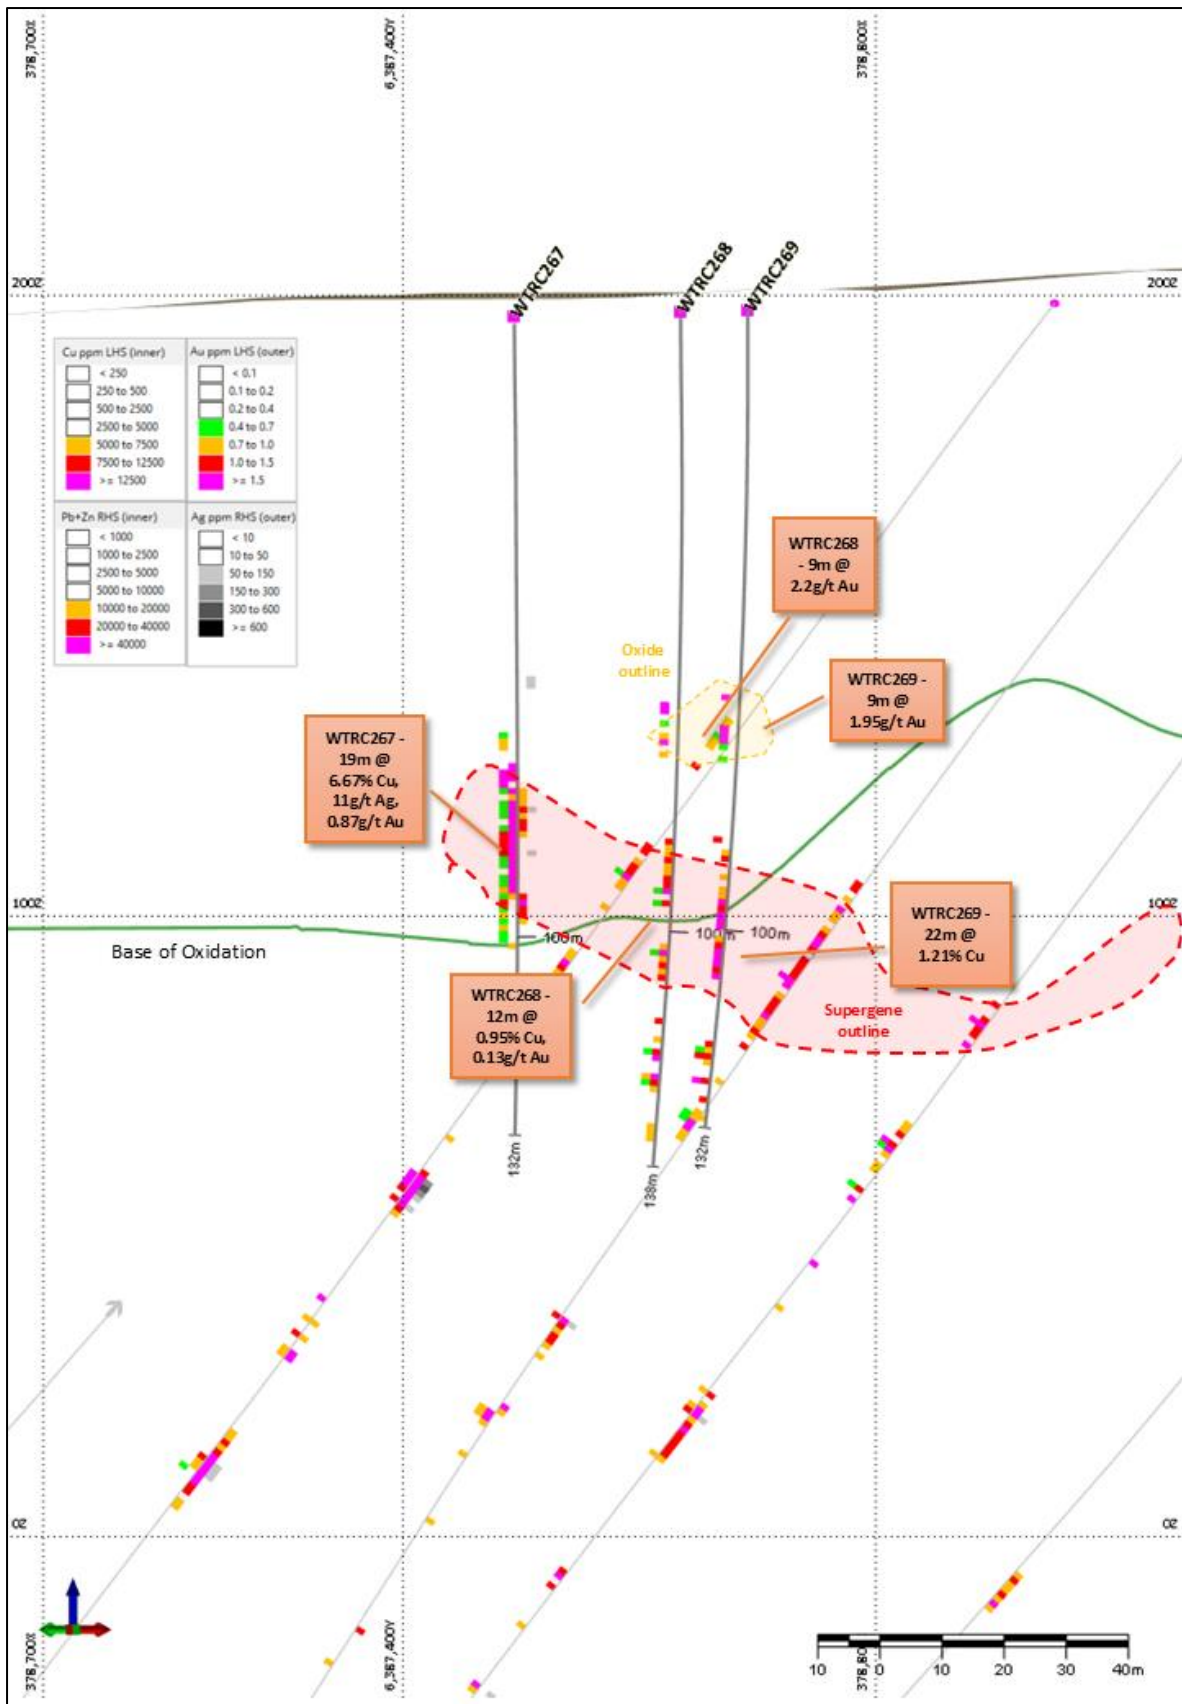 378,700X
6,387,400Y
378,800X
200Z
200Z
WTRC267
WTRC268
WTRC269
Cu ppm LHS (inner)
< 250
250 to 500
500 to 2500
2500 to 5000
5000 to 7500
7500 to 12500
>= 12500
Au ppm LHS (outer)
< 0.1
0.1 to 0.2
0.2 to 0.4
0.4 to 0.7
0.7 to 1.0
1.0 to 1.5
>= 1.5
Pb+Zn RHS (inner)
< 1000
1000 to 2500
2500 to 5000
5000 to 10000
10000 to 20000
20000 to 40000
>= 40000
Ag ppm RHS (outer)
< 10
10 to 50
50 to 150
150 to 300
300 to 600
>= 600
WTRC268
- 9m @
2.2g/t Au
Oxide
outline
WTRC269 -
9m @
1.95g/t Au
WTRC267 -
19m @
6.67% Cu,
11g/t Ag,
0.87g/t Au
100Z
100Z
WTRC269 -
22m @
1.21% Cu
100m
100m
100m
Base of Oxidation
WTRC268 -
12m @
0.95% Cu,
0.13g/t Au
Supergene
outline
132m
138m
132m
0Z
0Z
378,700X
6,387,400Y
378,800X
10
0
10
20
30
40m